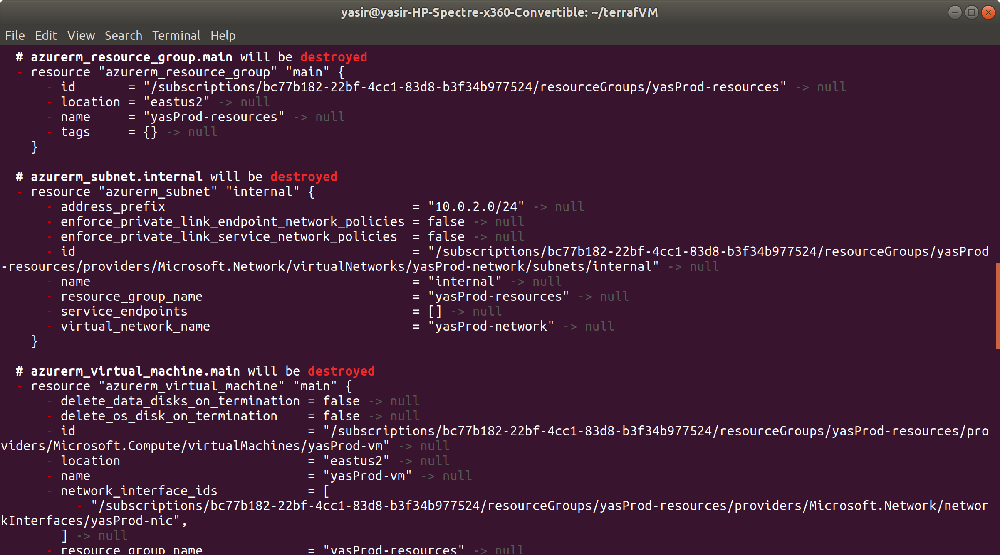 yasir@yasir-HP-Spectre-x360-Convertible: ~/terrafVM
File Edit View Search Terminal Help
  # azurerm_resource_group.main will be destroyed
  - resource "azurerm_resource_group" "main" {
      - id       = "/subscriptions/bc77b182-22bf-4cc1-83d8-b3f34b977524/resourceGroups/yasProd-resources" -> null
      - location = "eastus2" -> null
      - name     = "yasProd-resources" -> null
      - tags     = {} -> null
    }

  # azurerm_subnet.internal will be destroyed
  - resource "azurerm_subnet" "internal" {
      - address_prefix                                 = "10.0.2.0/24" -> null
      - enforce_private_link_endpoint_network_policies = false -> null
      - enforce_private_link_service_network_policies  = false -> null
      - id                                             = "/subscriptions/bc77b182-22bf-4cc1-83d8-b3f34b977524/resourceGroups/yasProd
-resources/providers/Microsoft.Network/virtualNetworks/yasProd-network/subnets/internal" -> null
      - name                                           = "internal" -> null
      - resource_group_name                            = "yasProd-resources" -> null
      - service_endpoints                              = [] -> null
      - virtual_network_name                           = "yasProd-network" -> null
    }

  # azurerm_virtual_machine.main will be destroyed
  - resource "azurerm_virtual_machine" "main" {
      - delete_data_disks_on_termination = false -> null
      - delete_os_disk_on_termination    = false -> null
      - id                               = "/subscriptions/bc77b182-22bf-4cc1-83d8-b3f34b977524/resourceGroups/yasProd-resources/pro
viders/Microsoft.Compute/virtualMachines/yasProd-vm" -> null
      - location                         = "eastus2" -> null
      - name                             = "yasProd-vm" -> null
      - network_interface_ids            = [
          - "/subscriptions/bc77b182-22bf-4cc1-83d8-b3f34b977524/resourceGroups/yasProd-resources/providers/Microsoft.Network/networ
kInterfaces/yasProd-nic",
        ] -> null
      - resource_group_name              = "yasProd-resources" -> null